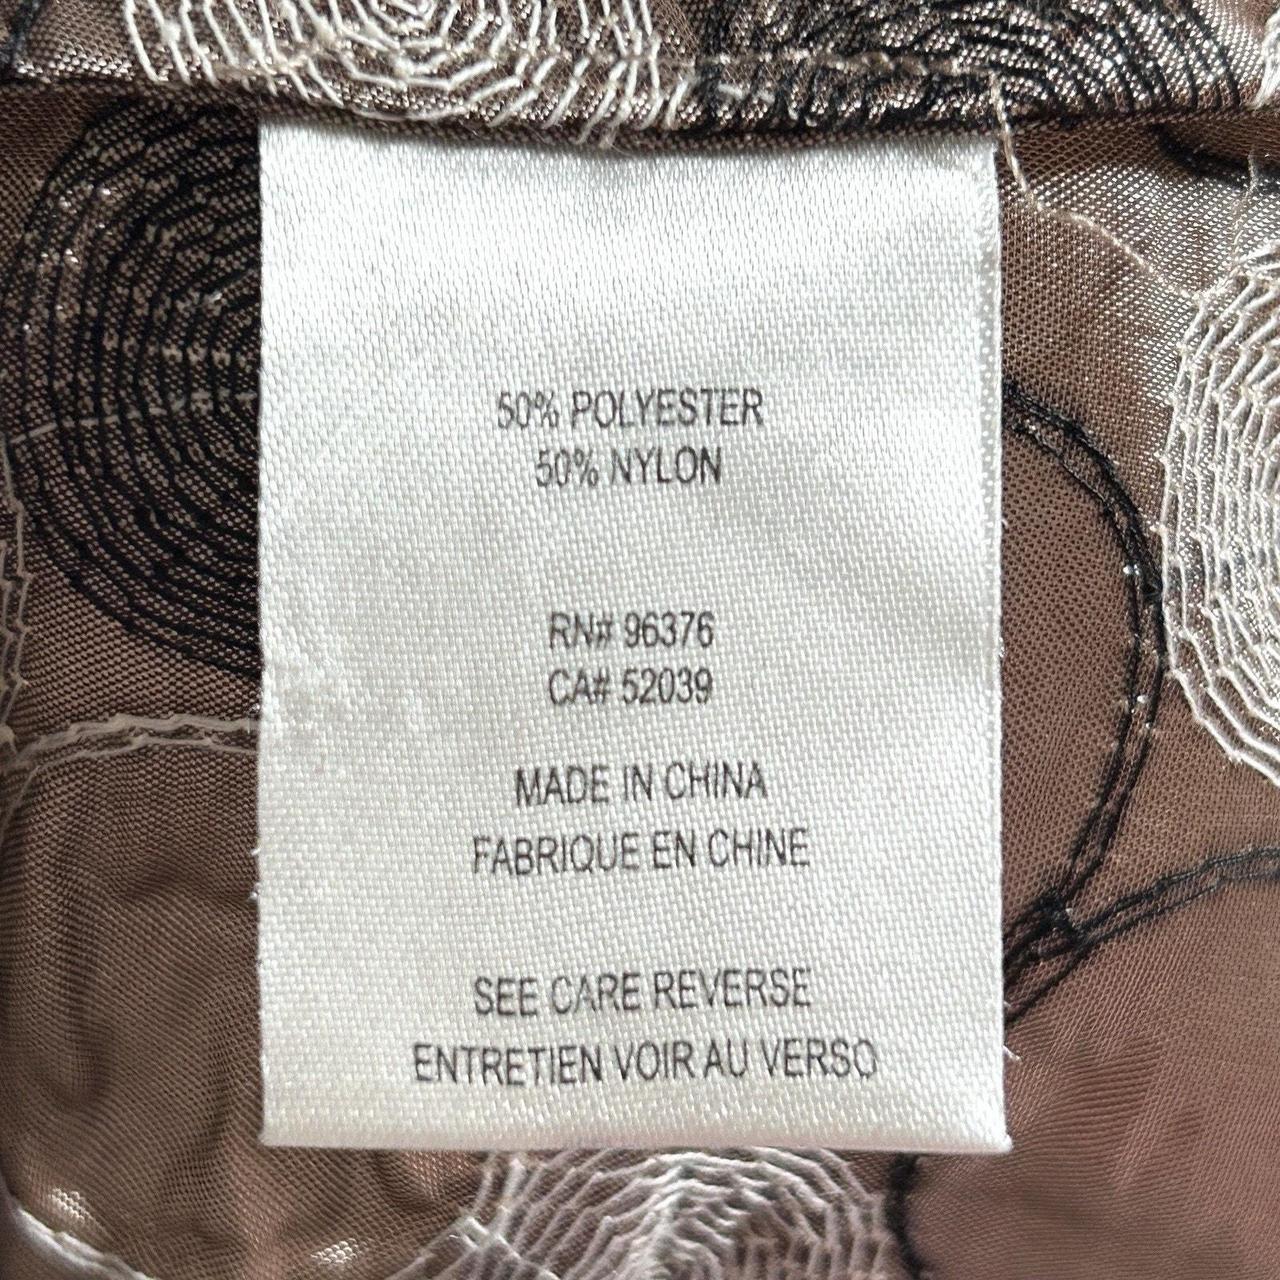 50% POLYESTER
50% NYLON
RN# 96376
CA# 52039
MADE IN CHINA
FABRIQUE EN CHINE
SEE CARE REVERSE
ENTRETIEN VOIR AU VERSO